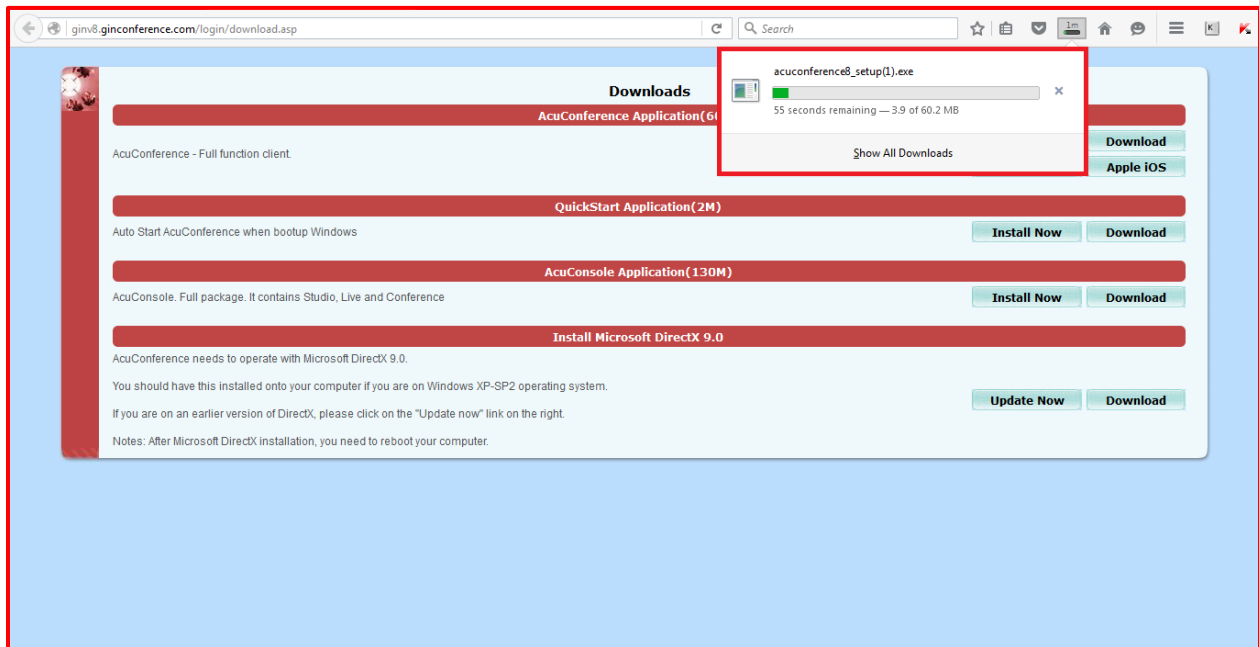 ginv8.ginconference.com/login/download.asp
Search
1m
K
acuconference8_setup(1).exe
55 seconds remaining — 3.9 of 60.2 MB
Show All Downloads
Downloads
AcuConference Application(6
AcuConference - Full function client.
Download
Apple iOS
QuickStart Application(2M)
Auto Start AcuConference when bootup Windows
Install Now
Download
AcuConsole Application(130M)
AcuConsole. Full package. It contains Studio, Live and Conference
Install Now
Download
Install Microsoft DirectX 9.0
AcuConference needs to operate with Microsoft DirectX 9.0.
You should have this installed onto your computer if you are on Windows XP-SP2 operating system.
If you are on an earlier version of DirectX, please click on the "Update now" link on the right.
Update Now
Download
Notes: After Microsoft DirectX installation, you need to reboot your computer.